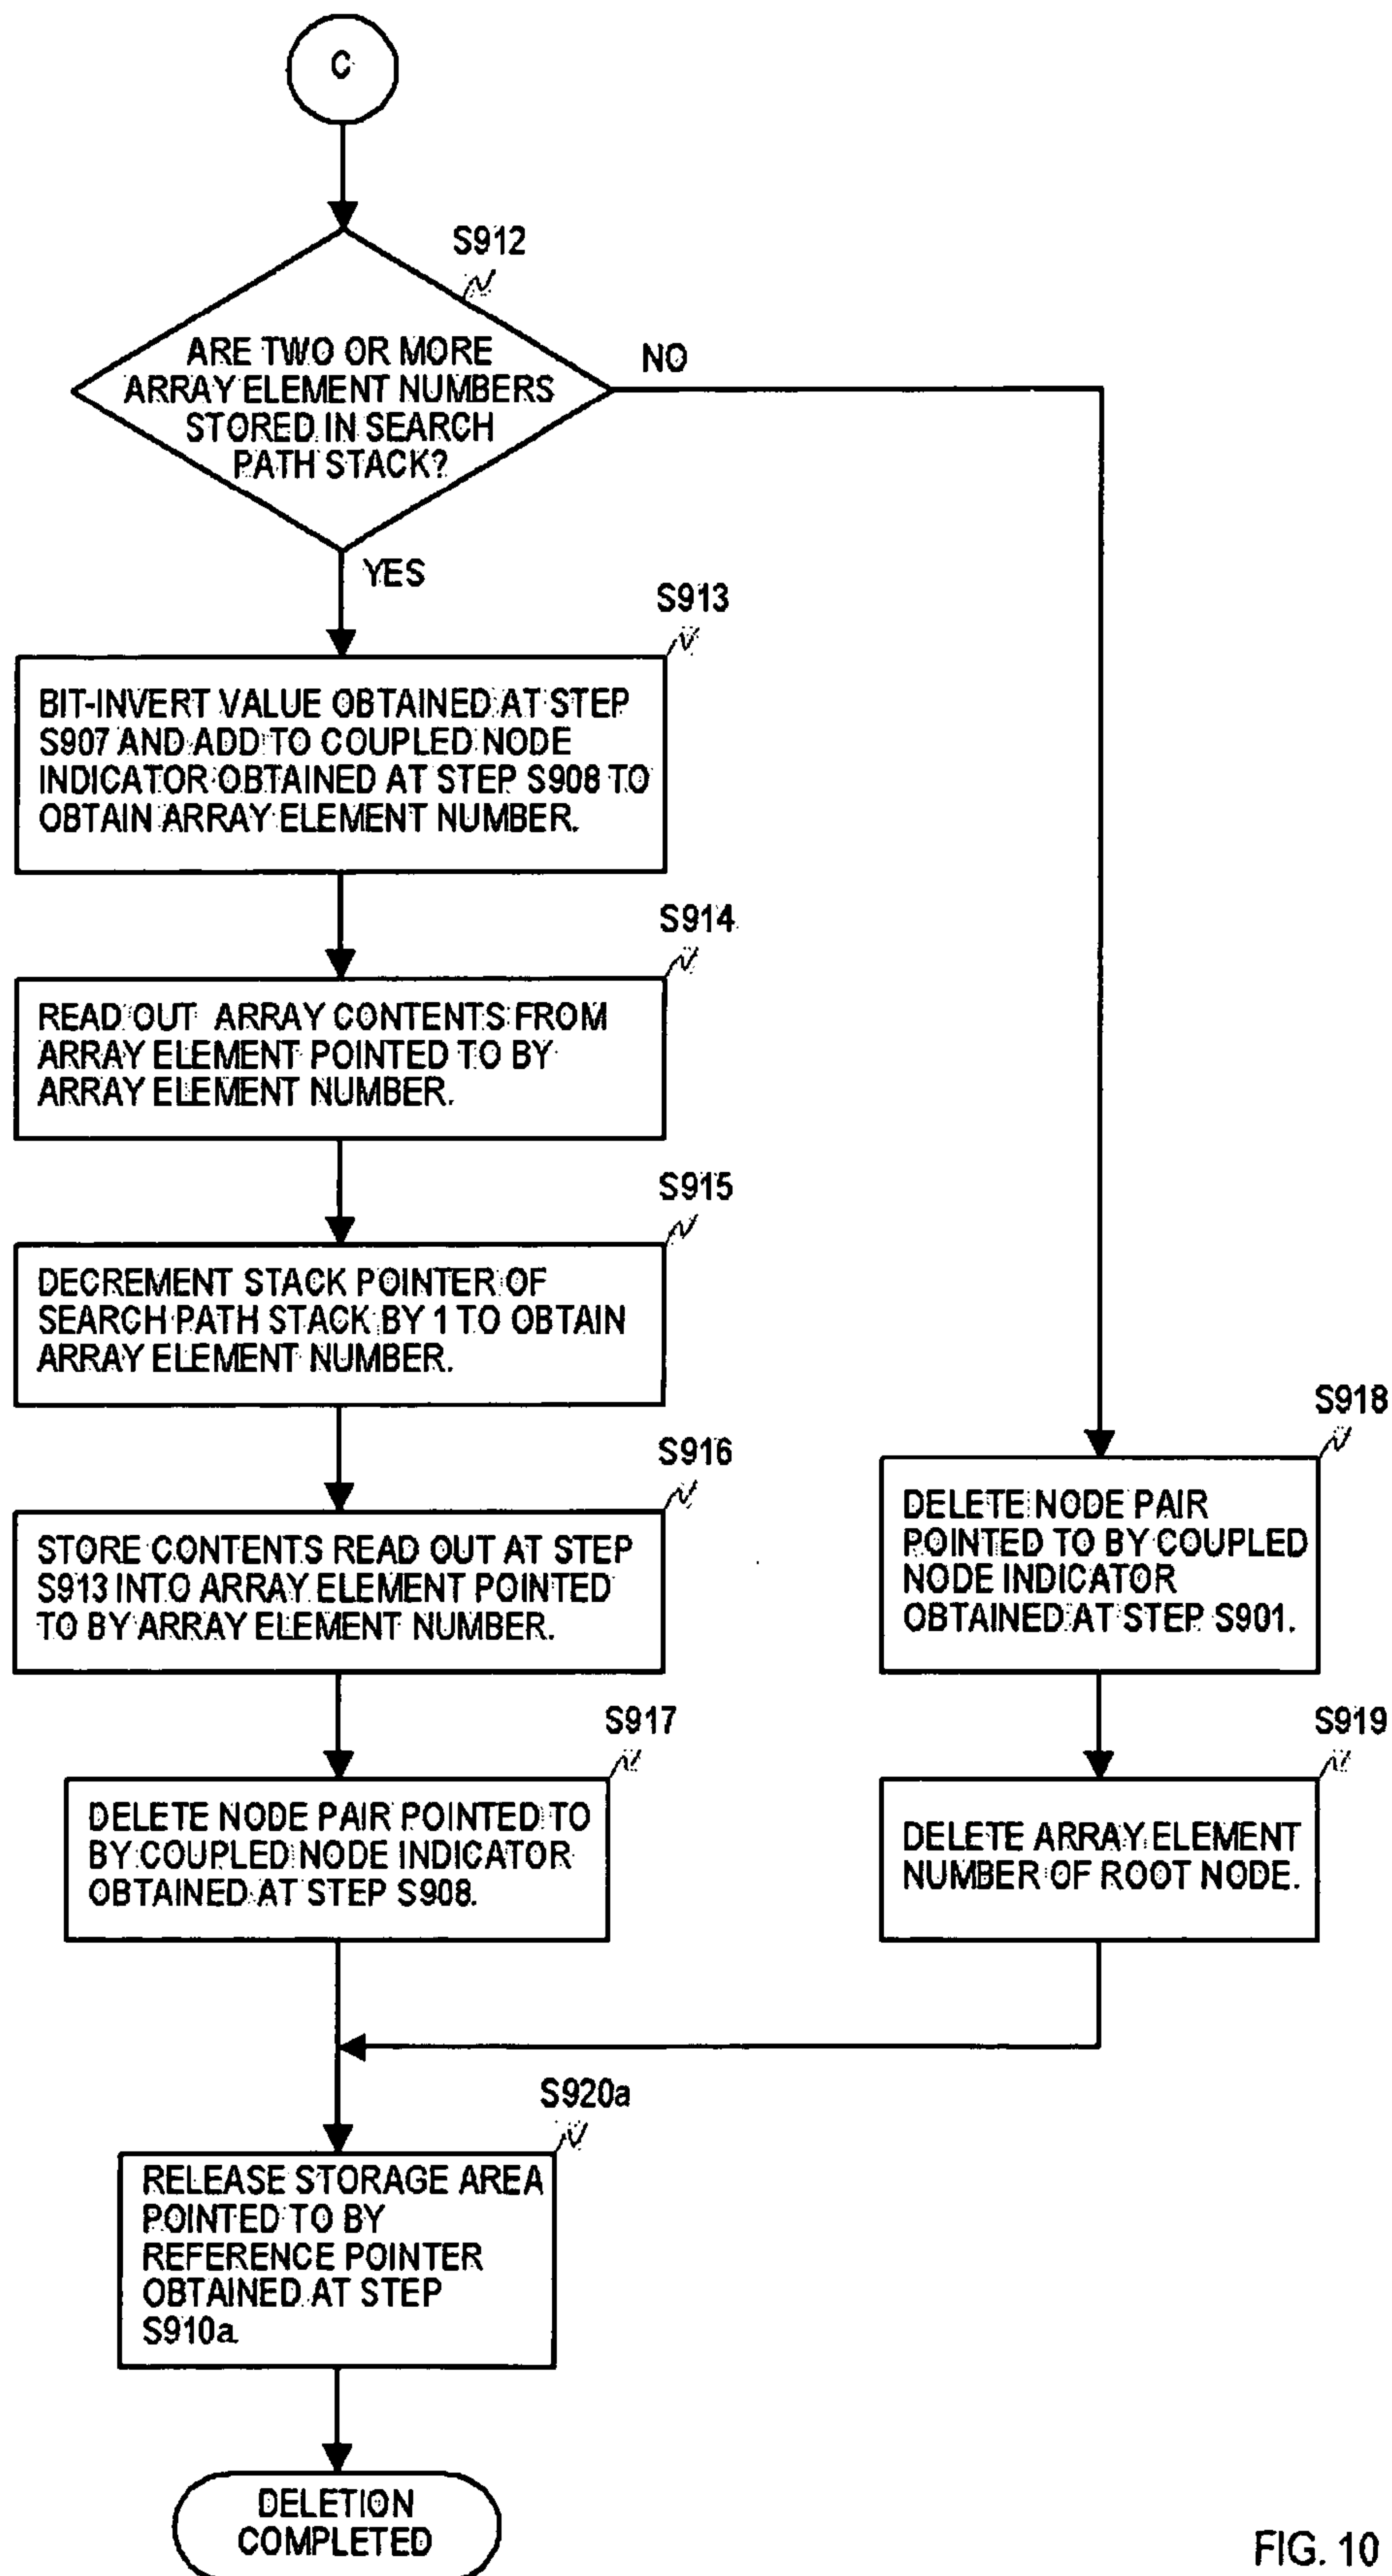 C
S912
ARE TWO OR MORE
ARRAY ELEMENT NUMBERS
STORED IN SEARCH
PATH STACK?
NO
YES
S913
BIT-INVERT VALUE OBTAINED AT STEP
S907 AND ADD TO COUPLED NODE
INDICATOR OBTAINED AT STEP S908 TO
OBTAIN ARRAY ELEMENT NUMBER.
S914
READ OUT ARRAY CONTENTS FROM
ARRAY ELEMENT POINTED TO BY
ARRAY ELEMENT NUMBER.
S915
DECREMENT STACK POINTER OF
SEARCH PATH STACK BY 1 TO OBTAIN
ARRAY ELEMENT NUMBER.
S916
STORE CONTENTS READ OUT AT STEP
S913 INTO ARRAY ELEMENT POINTED
TO BY ARRAY ELEMENT NUMBER.
S917
DELETE NODE PAIR POINTED TO
BY COUPLED NODE INDICATOR
OBTAINED AT STEP S908.
S918
DELETE NODE PAIR
POINTED TO BY COUPLED
NODE INDICATOR
OBTAINED AT STEP S901.
S919
DELETE ARRAY ELEMENT
NUMBER OF ROOT NODE.
S920a
RELEASE STORAGE AREA
POINTED TO BY
REFERENCE POINTER
OBTAINED AT STEP
S910a
DELETION
COMPLETED
FIG. 10